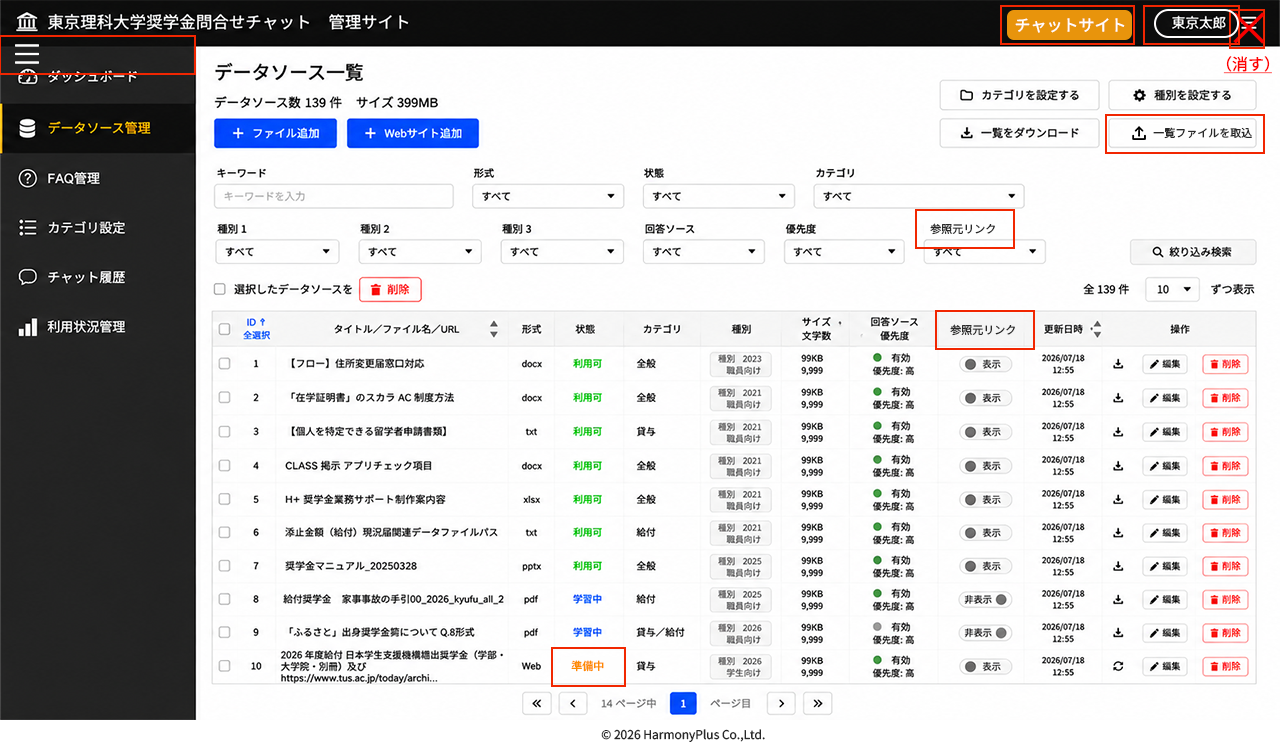 東京理科大学奨学金問合せチャット　管理サイト
チャットサイト
東京太郎
(消す)
ダッシュボード
データソース管理
FAQ管理
カテゴリ設定
チャット履歴
利用状況管理
データソース一覧
データソース数 139 件　サイズ 399MB
＋ ファイル追加
＋ Webサイト追加
カテゴリを設定する
種別を設定する
一覧をダウンロード
一覧ファイルを取込
キーワード
形式
状態
カテゴリ
キーワードを入力
すべて
すべて
すべて
種別 1
種別 2
種別 3
回答ソース
優先度
参照元リンク
すべて
すべて
すべて
すべて
すべて
すべて
絞り込み検索
選択したデータソースを
削除
全 139 件
10
ずつ表示
ID ↑
全選択
タイトル／ファイル名／URL
形式
状態
カテゴリ
種別
サイズ
文字数
回答ソース
優先度
参照元リンク
更新日時
操作
1 【フロー】住所変更届窓口対応 docx 利用可 全般 種別 2023 99KB 有効 表示 2026/07/18 編集 削除
職員向け 9,999 優先度: 高 12:55
2 「在学証明書」のスカラ AC 制度方法 docx 利用可 全般 種別 2021 99KB 有効 表示 2026/07/18 編集 削除
職員向け 9,999 優先度: 高 12:55
3 【個人を特定できる留学者申請書類】 txt 利用可 貸与 種別 2021 99KB 有効 表示 2026/07/18 編集 削除
職員向け 9,999 優先度: 高 12:55
4 CLASS 掲示 アプリチェック項目 docx 利用可 全般 種別 2021 99KB 有効 表示 2026/07/18 編集 削除
職員向け 9,999 優先度: 高 12:55
5 H+ 奨学金業務サポート制作案内容 xlsx 利用可 全般 種別 2021 99KB 有効 表示 2026/07/18 編集 削除
職員向け 9,999 優先度: 高 12:55
6 添止金額（給付）現況届関連データファイルパス txt 利用可 給付 種別 2021 99KB 有効 表示 2026/07/18 編集 削除
職員向け 9,999 優先度: 高 12:55
7 奨学金マニュアル_20250328 pptx 利用可 全般 種別 2025 99KB 有効 表示 2026/07/18 編集 削除
職員向け 9,999 優先度: 高 12:55
8 給付奨学金　家事事故の手引00_2026_kyufu_all_2 pdf 学習中 給付 種別 2025 99KB 有効 非表示 2026/07/18 編集 削除
職員向け 9,999 優先度: 高 12:55
9 「ふるさと」出身奨学金 について Q.8形式 pdf 学習中 貸与／給付 種別 2026 99KB 有効 非表示 2026/07/18 編集 削除
職員向け 9,999 優先度: 高 12:55
2026 年度給付 日本学生支援機構 出奨学金（学部・
10 大学院・別冊）及び Web 準備中 貸与 種別 2026 99KB 有効 表示 2026/07/18 編集 削除
https://www.tus.ac.jp/today/archi... 学生向け 9,999 優先度: 高 12:55
« ‹ 14 ページ中 1 ページ目 › »
© 2026 HarmonyPlus Co.,Ltd.